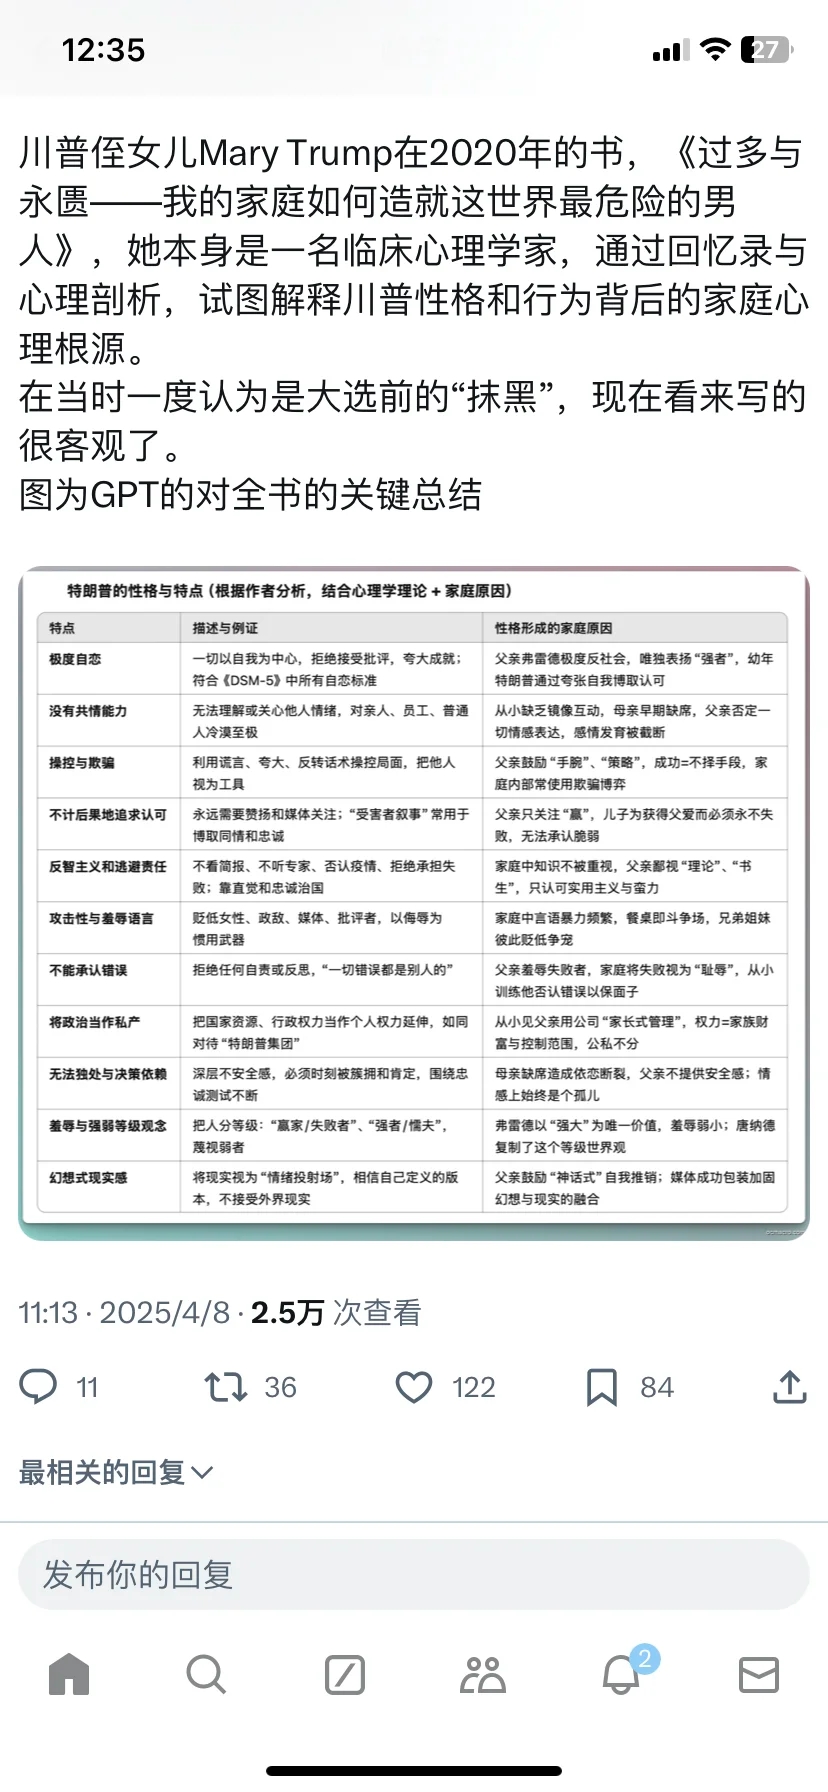 12:35
27
川普侄女儿Mary Trump在2020年的书，《过多与
永匮——我的家庭如何造就这世界最危险的男
人》，她本身是一名临床心理学家，通过回忆录与
心理剖析，试图解释川普性格和行为背后的家庭心
理根源。
在当时一度认为是大选前的“抹黑”，现在看来写的
很客观了。
图为GPT的对全书的关键总结
特朗普的性格与特点（根据作者分析，结合心理学理论 + 家庭原因）
特点 描述与例证 性格形成的家庭原因
极度自恋 一切以自我为中心，拒绝接受批评，夸大成就； 父亲弗雷德极度反社会，唯独表扬“强者”，幼年
符合《DSM-5》中所有自恋标准 特朗普通过夸张自我博取认可
没有共情能力 无法理解或关心他人情绪，对亲人、员工、普通 从小缺乏镜像互动，母亲早期缺席，父亲否定一
人冷漠至极 切情感表达，感情发育被截断
操控与欺骗 利用谎言、夸大、反转话术操控局面，把他人 父亲鼓励“手腕”、“策略”，成功=不择手段，家
视为工具 庭内部常使用欺骗博弈
不计后果地追求认可 永远需要赞扬和媒体关注；“受害者叙事”常用于 父亲只关注“赢”，儿子为获得父爱而必须永不失
博取同情和忠诚 败，无法承认脆弱
反智主义和逃避责任 不看简报、不听专家、否认疫情、拒绝承担失 家庭中知识不被重视，父亲鄙视“理论”、“书
败；靠直觉和忠诚治国 生”，只认可实用主义与蛮力
攻击性与羞辱语言 贬低女性、政敌、媒体、批评者，以侮辱为 家庭中言语暴力频繁，餐桌即斗争场，兄弟姐妹
惯用武器 彼此贬低争宠
不能承认错误 拒绝任何自责或反思，“一切错误都是别人的” 父亲羞辱失败者，家庭将失败视为“耻辱”，从小
训练他否认错误以保面子
将政治当作私产 把国家资源、行政权力当作个人权力延伸，如同 从小见父亲用公司“家长式管理”，权力=家族财
对待“特朗普集团” 富与控制范围，公私不分
无法独处与决策依赖 深层不安全感，必须时刻被簇拥和肯定，围绕忠 母亲缺席造成依恋断裂，父亲不提供安全感；情
诚测试不断 感上始终是个孤儿
羞辱与强弱等级观念 把人分等级：“赢家/失败者”、“强者/懦夫”， 弗雷德以“强大”为唯一价值，羞辱弱小；唐纳德
蔑视弱者 复制了这个等级世界观
幻想式现实感 将现实视为“情绪投射场”，相信自己定义的版 父亲鼓励“神话式”自我推销；媒体成功包装加固
本，不接受外界现实 幻想与现实的融合
11:13 · 2025/4/8 · 2.5万 次查看
11 36 122 84
最相关的回复
发布你的回复
2